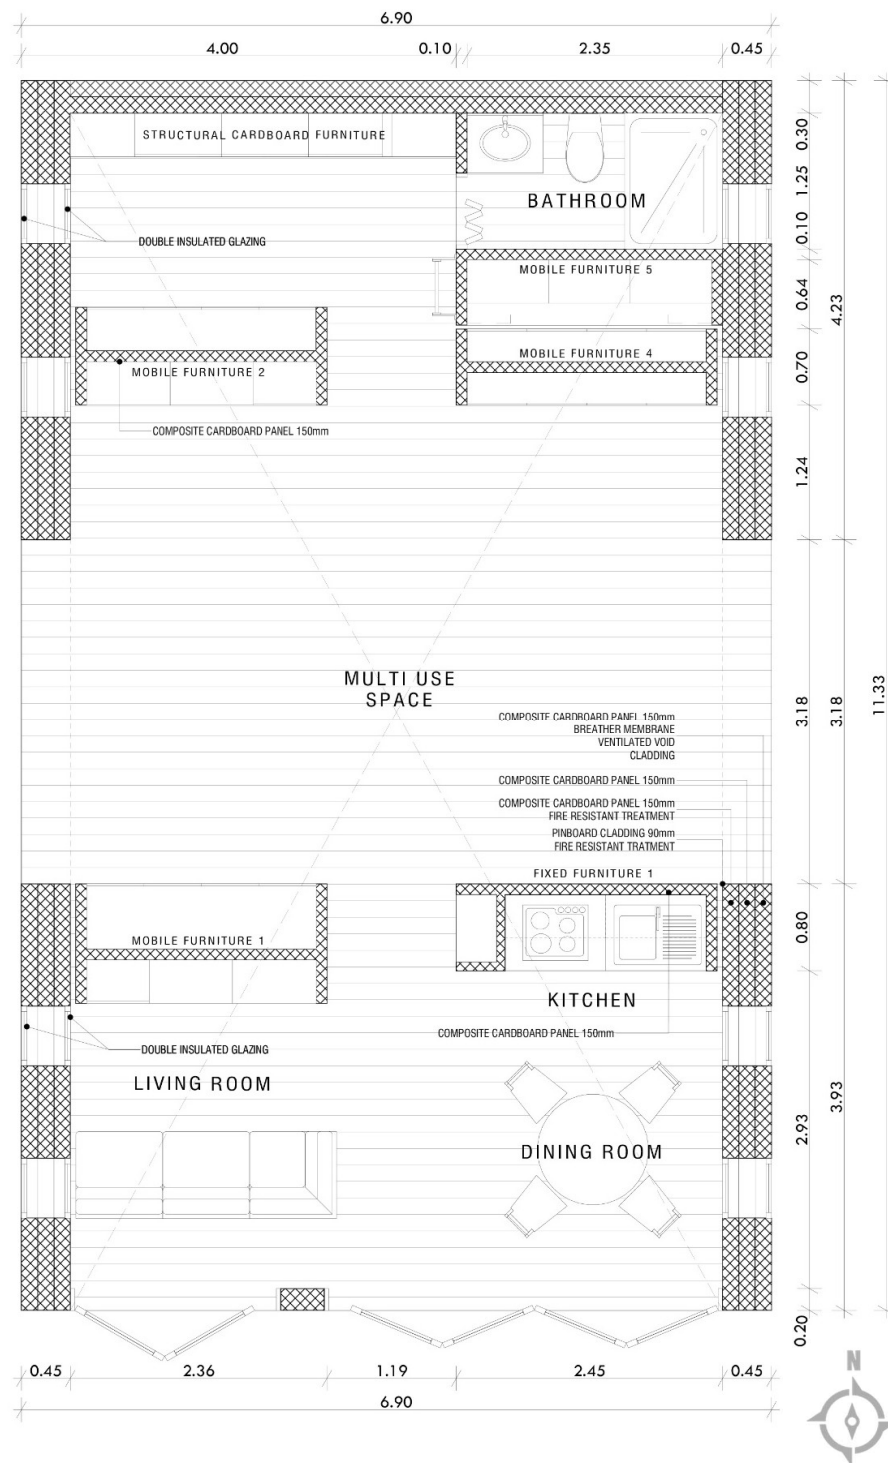 6.90
4.00
0.10
2.35
0.45
STRUCTURAL CARDBOARD FURNITURE
0.30
1.25
BATHROOM
0.10
DOUBLE INSULATED GLAZING
MOBILE FURNITURE 5
0.64
4.23
MOBILE FURNITURE 4
MOBILE FURNITURE 2
0.70
COMPOSITE CARDBOARD PANEL 150mm
1.24
MULTI USE
SPACE
11.33
3.18
3.18
COMPOSITE CARDBOARD PANEL 150mm
BREATHER MEMBRANE
VENTILATED VOID
CLADDING
COMPOSITE CARDBOARD PANEL 150mm
COMPOSITE CARDBOARD PANEL 150mm
FIRE RESISTANT TREATMENT
PINBOARD CLADDING 90mm
FIRE RESISTANT TRATMENT
FIXED FURNITURE 1
0.80
MOBILE FURNITURE 1
KITCHEN
COMPOSITE CARDBOARD PANEL 150mm
DOUBLE INSULATED GLAZING
LIVING ROOM
3.93
2.93
DINING ROOM
0.20
0.45
2.36
1.19
2.45
0.45
6.90
N